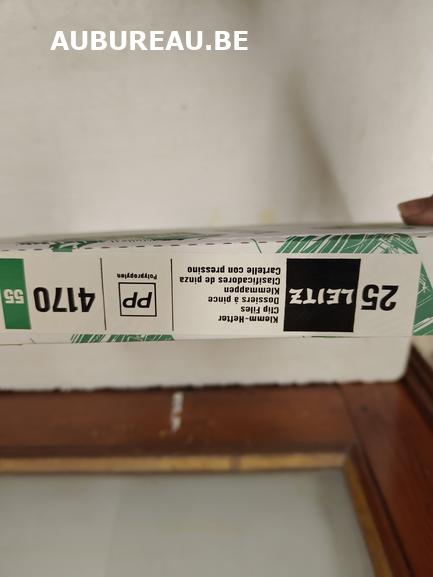 AUBUREAU.BE
25
LEITZ
Klemm-Hefter
Clip Files
Dossiers à pince
Klemmappen
Clasificadores de pinza
Cartelle con pressino
PP
Polypropylen
4170
55